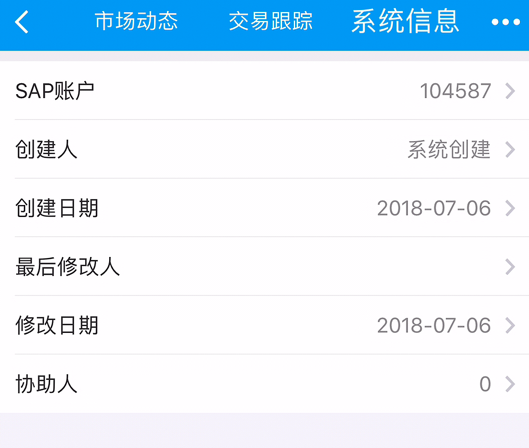 市场动态 交易跟踪 系统信息
SAP账户 104587
创建人 系统创建
创建日期 2018-07-06
最后修改人
修改日期 2018-07-06
协助人 0